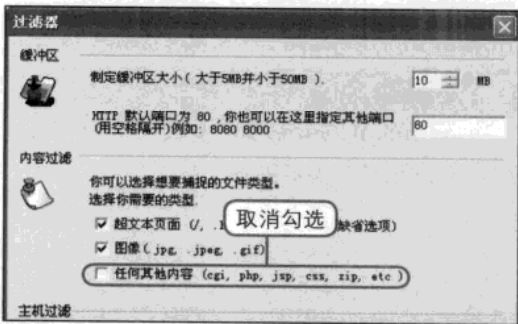 过滤器
缓冲区
制定缓冲区大小( 大于5MB并小于50MB ).
10
MB
HTTP 默认端口为 80 ,你也可以在这里指定其他端口
(用空格隔开)例如: 8080 8000
80
内容过滤
你可以选择想要捕捉的文件类型。
选择你需要的类型
超文本页面 (/, 缺省选项)
取消勾选
图像( jpg, .jpeg, .gif)
任何其他内容 (cgi, php, jsp, css, zip, etc )
主机过滤